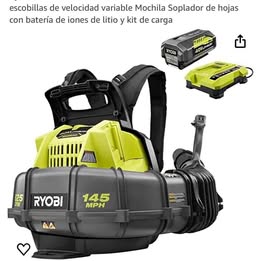 escobillas de velocidad variable Mochila Soplador de hojas
con batería de iones de litio y kit de carga
RYOBI
145
MPH